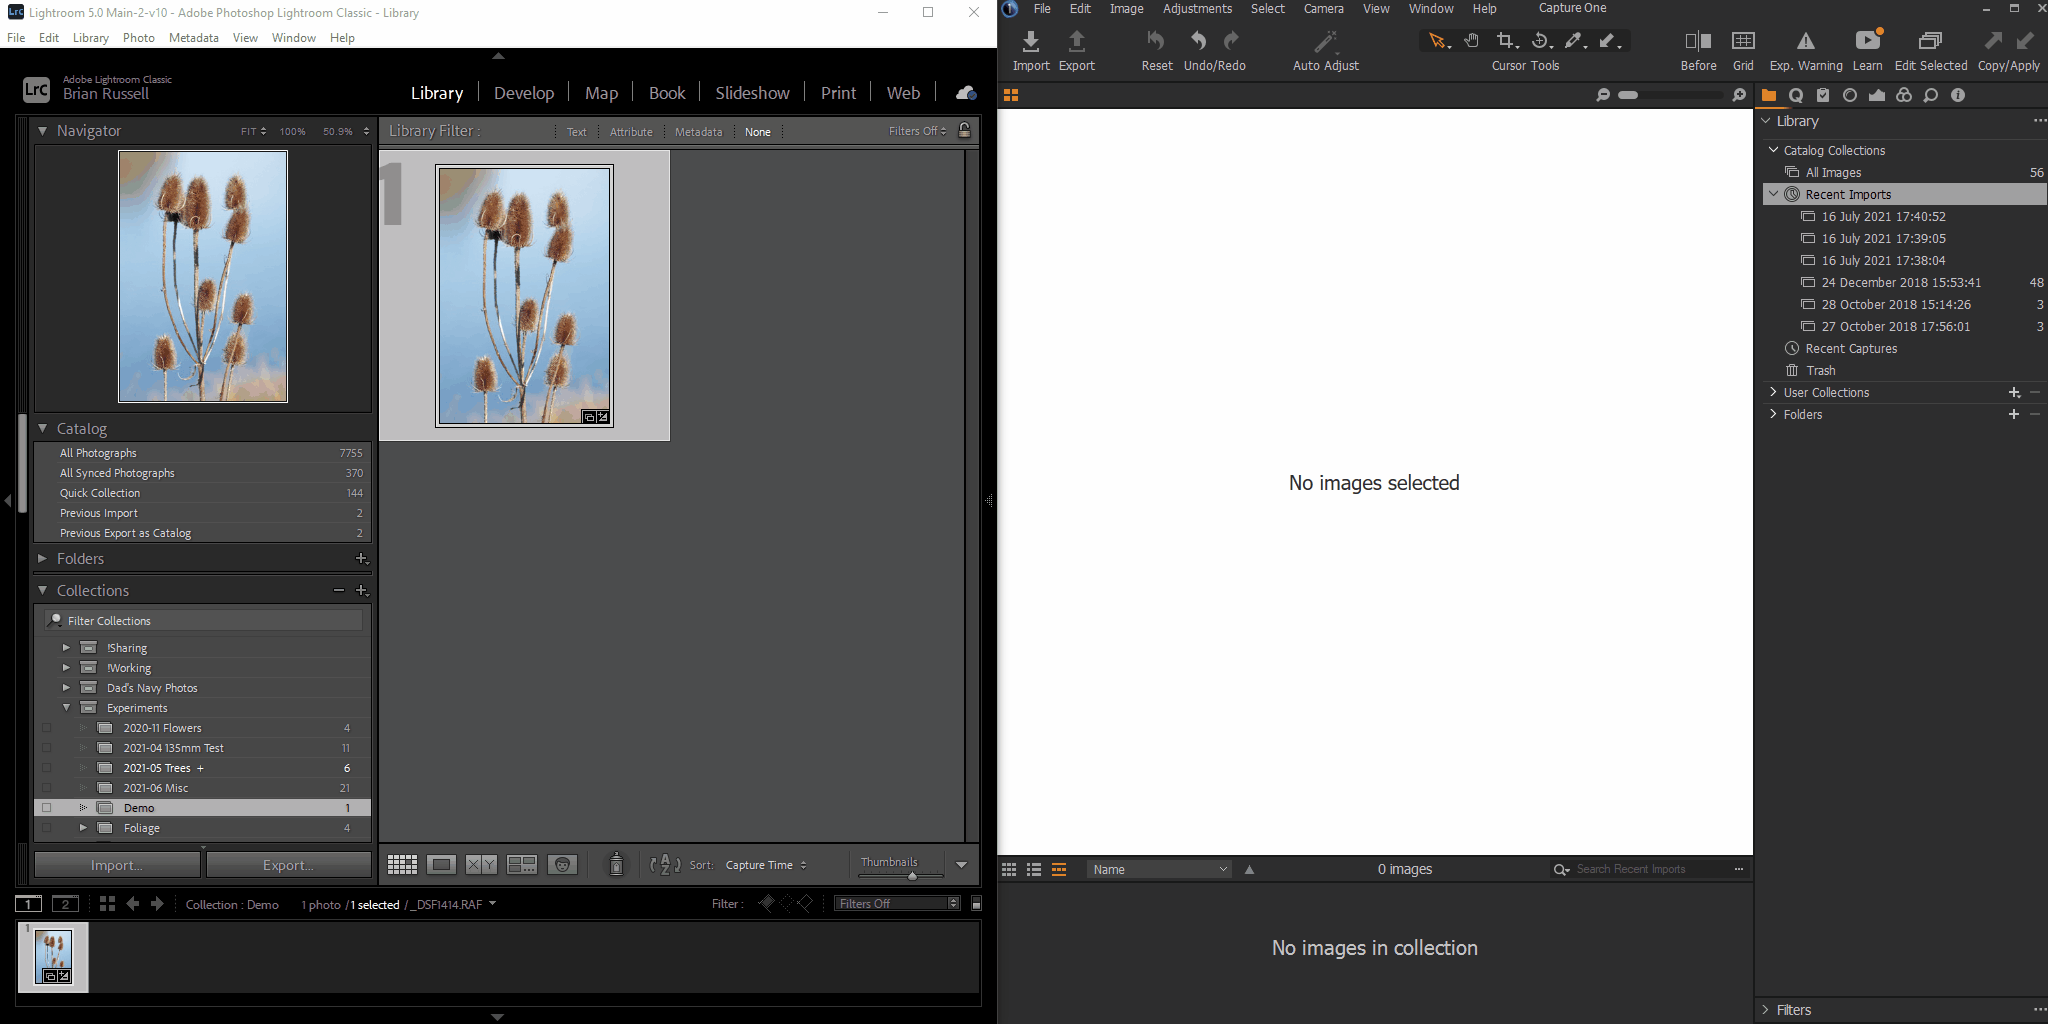 Lightroom 5.0 Main-2-v10 - Adobe Photoshop Lightroom Classic - Library
File Edit Library Photo Metadata View Window Help
LrC
Adobe Lightroom Classic
Brian Russell
Library Develop Map Book Slideshow Print Web
Navigator FIT 100% 50.9%
Library Filter : Text Attribute Metadata None Filters Off
1
Catalog
All Photographs 7755
All Synced Photographs 370
Quick Collection 144
Previous Import 2
Previous Export as Catalog 2
Folders
Collections
Filter Collections
!Sharing
!Working
Dad's Navy Photos
Experiments
2020-11 Flowers 4
2021-04 135mm Test 11
2021-05 Trees + 6
2021-06 Misc 21
Demo 1
Foliage 4
Import... Export...
X Y
A Z Sort: Capture Time Thumbnails
1 2 Collection : Demo 1 photo / 1 selected / _DSF1414.RAF Filter : Filters Off
1
File Edit Image Adjustments Select Camera View Window Help Capture One
Import Export Reset Undo/Redo Auto Adjust Cursor Tools Before Grid Exp. Warning Learn Edit Selected Copy/Apply
Library
Catalog Collections
All Images 56
Recent Imports
16 July 2021 17:40:52
16 July 2021 17:39:05
16 July 2021 17:38:04
24 December 2018 15:53:41 48
28 October 2018 15:14:26 3
27 October 2018 17:56:01 3
Recent Captures
Trash
User Collections
Folders
No images selected
Name 0 images Search Recent Imports
No images in collection
Filters